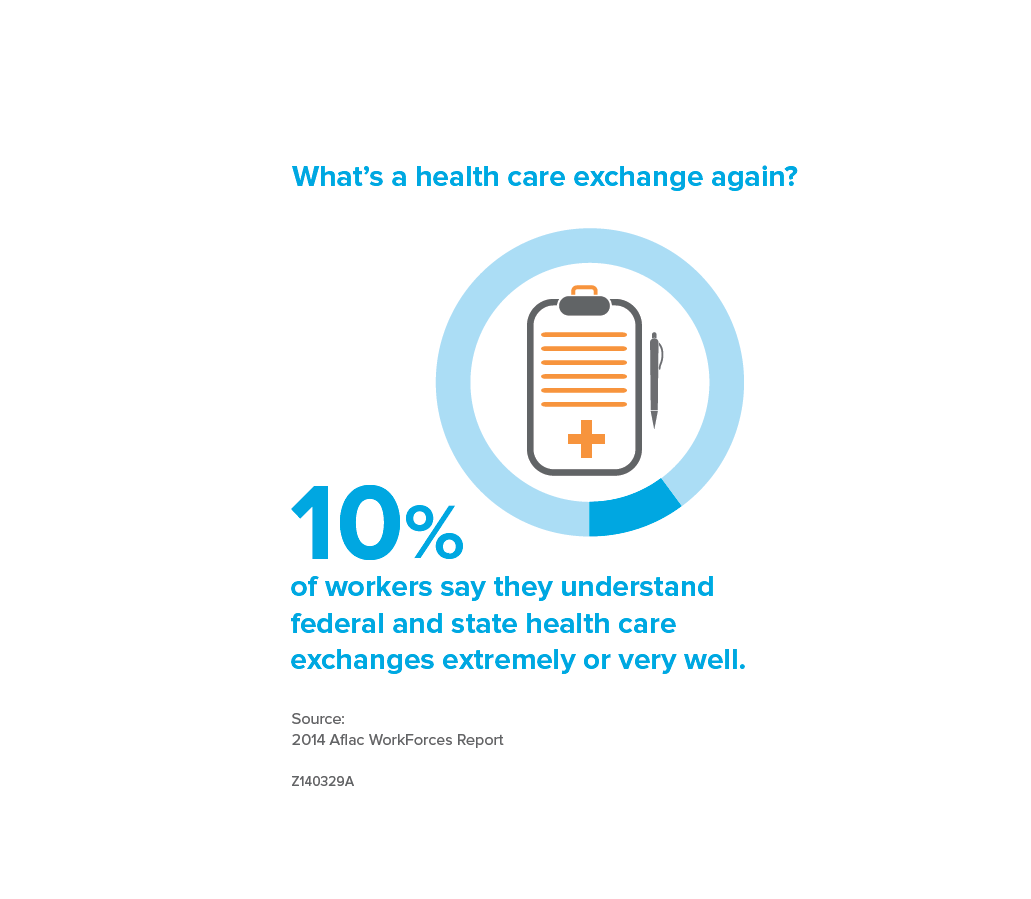 What’s a health care exchange again?
10%
of workers say they understand
federal and state health care
exchanges extremely or very well.
Source:
2014 Aflac WorkForces Report
Z140329A